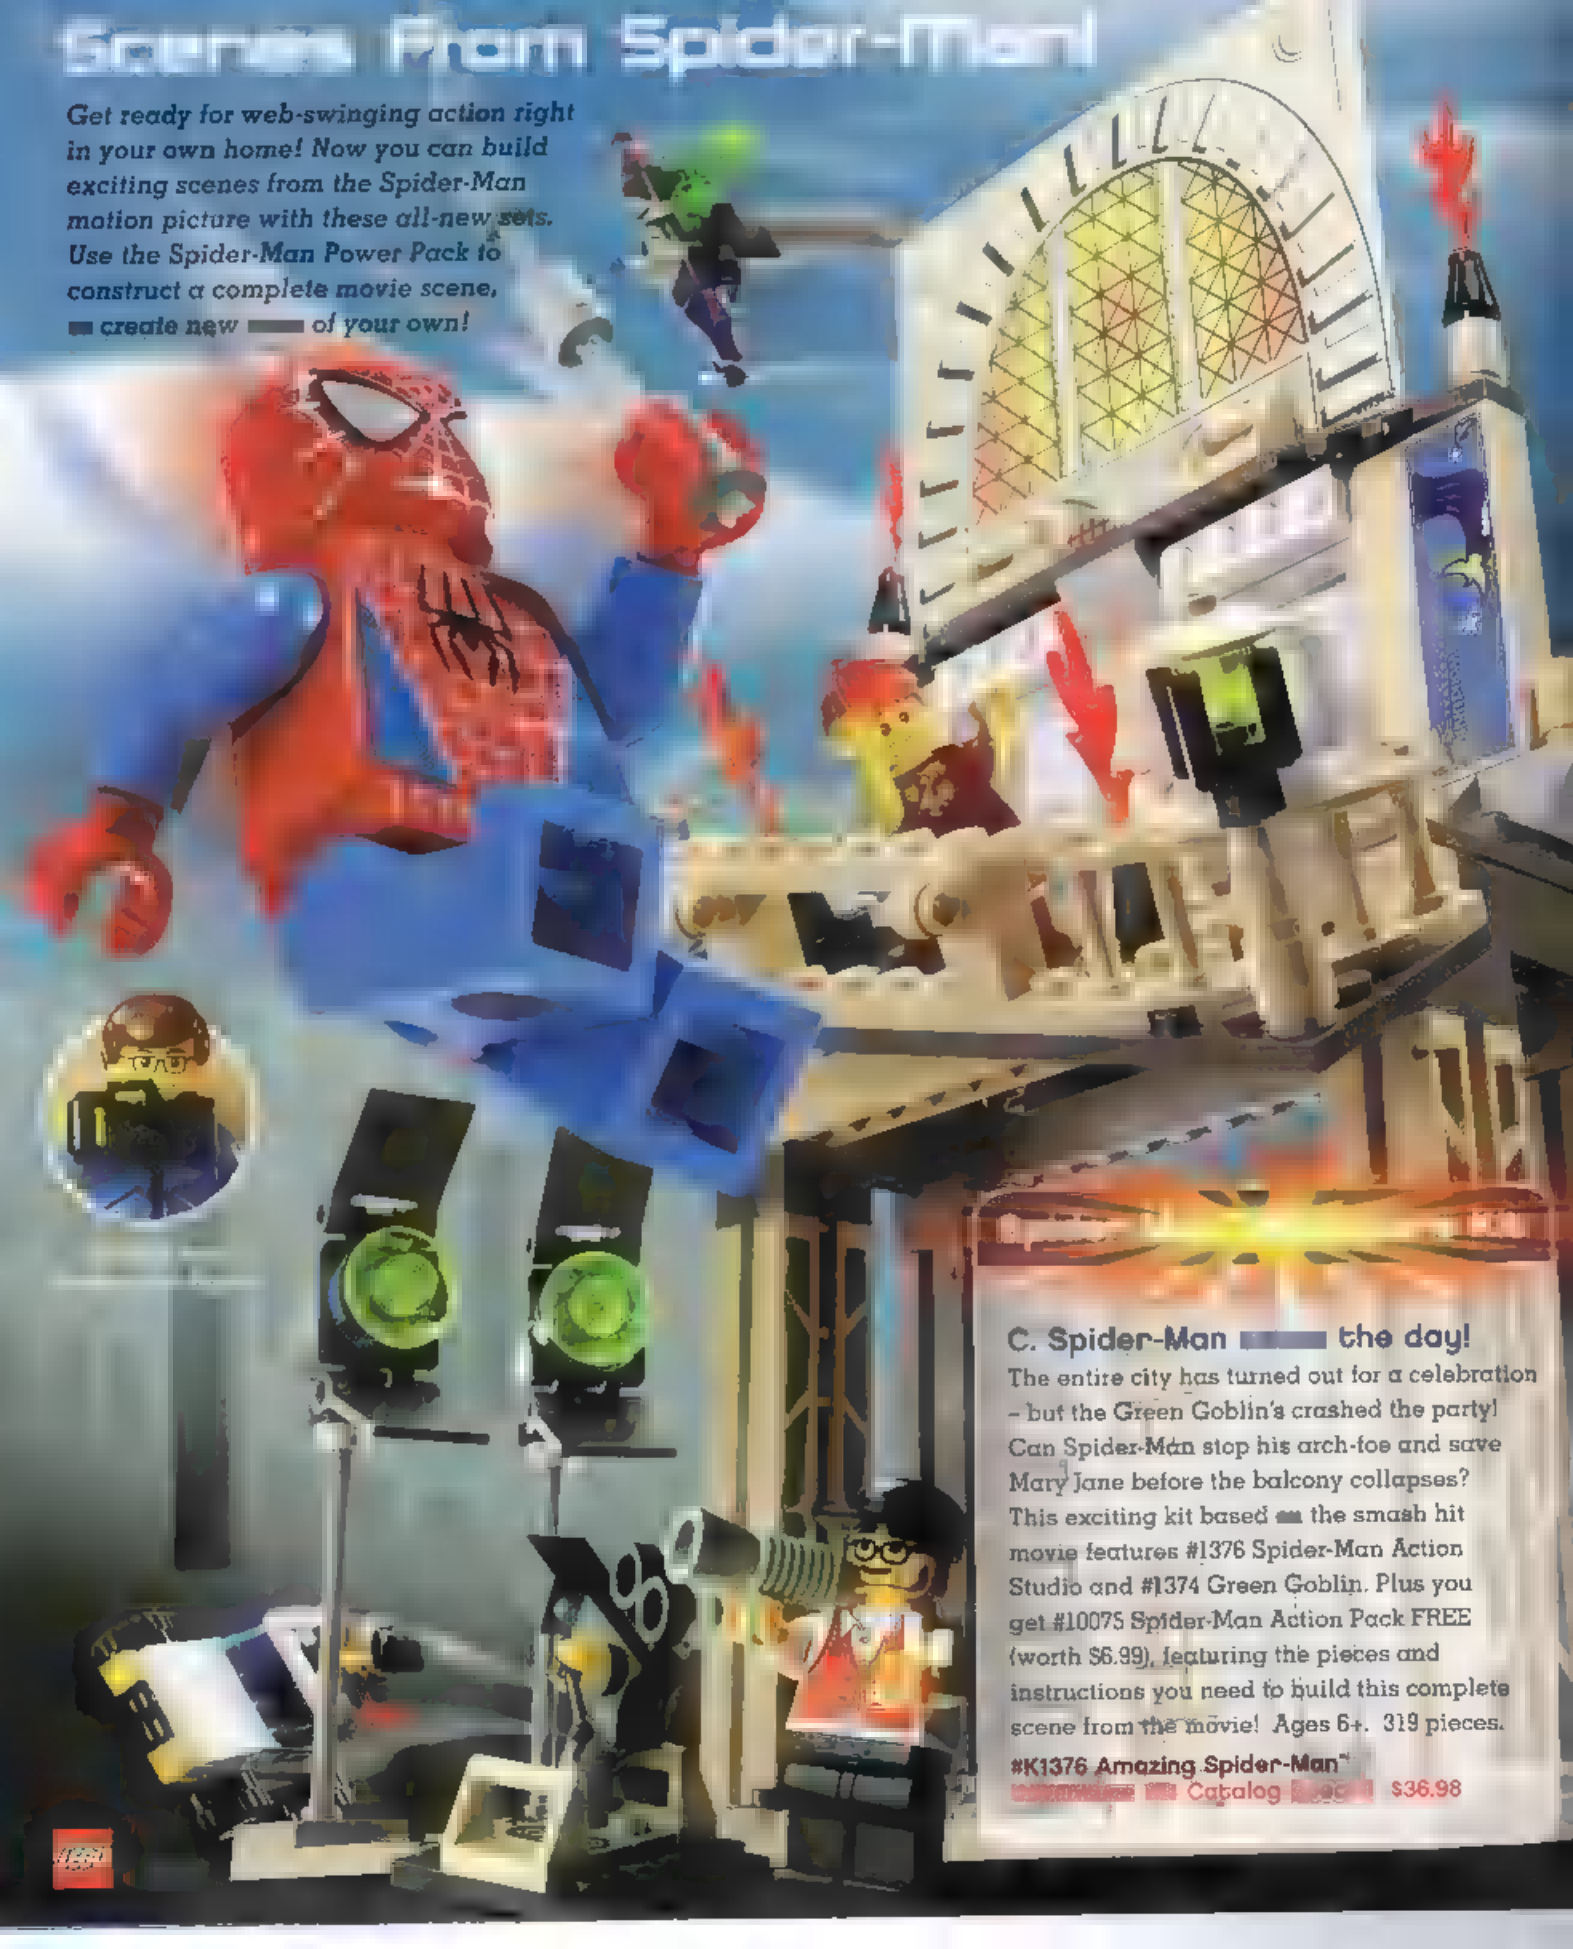 Scenes from Spider-Man!
Get ready for web-swinging action right
in your own home! Now you can build
exciting scenes from the Spider-Man
motion picture with these all-new sets.
Use the Spider-Man Power Pack to
construct a complete movie scene,
create new of your own!
C. Spider-Man the day!
The entire city has turned out for a celebration
– but the Green Goblin's crashed the party!
Can Spider-Man stop his arch-foe and save
Mary Jane before the balcony collapses?
This exciting kit based the smash hit
movie features #1376 Spider-Man Action
Studio and #1374 Green Goblin. Plus you
get #10075 Spider-Man Action Pack FREE
(worth $6.99), featuring the pieces and
instructions you need to build this complete
scene from the movie! Ages 6+. 319 pieces.
#K1376 Amazing Spider-Man™
Catalog $36.98
LEGO